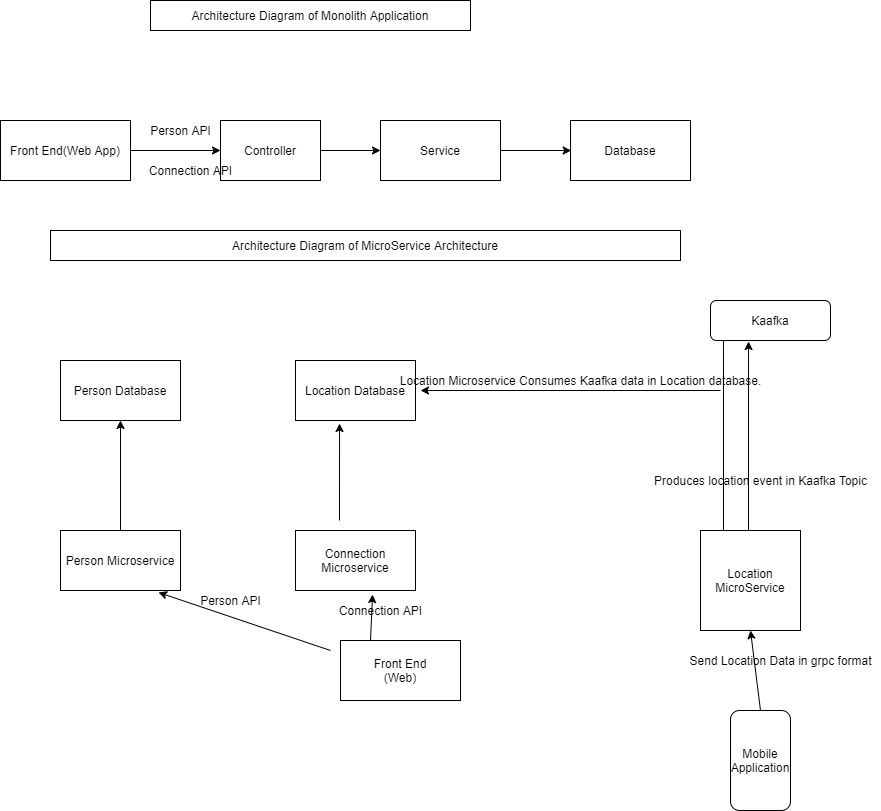 Architecture Diagram of Monolith Application
Person API
Front End(Web App)
Controller
Service
Database
Connection API
Architecture Diagram of MicroService Architecture
Kaafka
Location Microservice Consumes Kaafka data in Location database.
Person Database
Location Database
Produces location event in Kaafka Topic
Person Microservice
Connection
Microservice
Location
MicroService
Person API
Connection API
Front End
(Web)
Send Location Data in grpc format
Mobile
Application